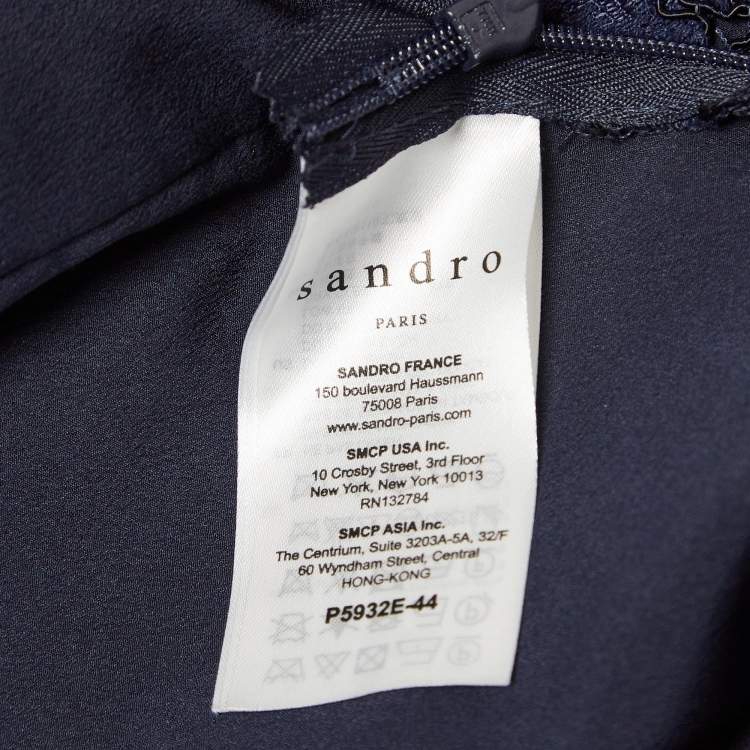 sandro
PARIS
SANDRO FRANCE
150 boulevard Haussmann
75008 Paris
www.sandro-paris.com
SMCP USA Inc.
10 Crosby Street, 3rd Floor
New York, New York 10013
RN132784
SMCP ASIA Inc.
The Centrium, Suite 3203A-5A, 32/F
60 Wyndham Street, Central
HONG-KONG
P5932E-44